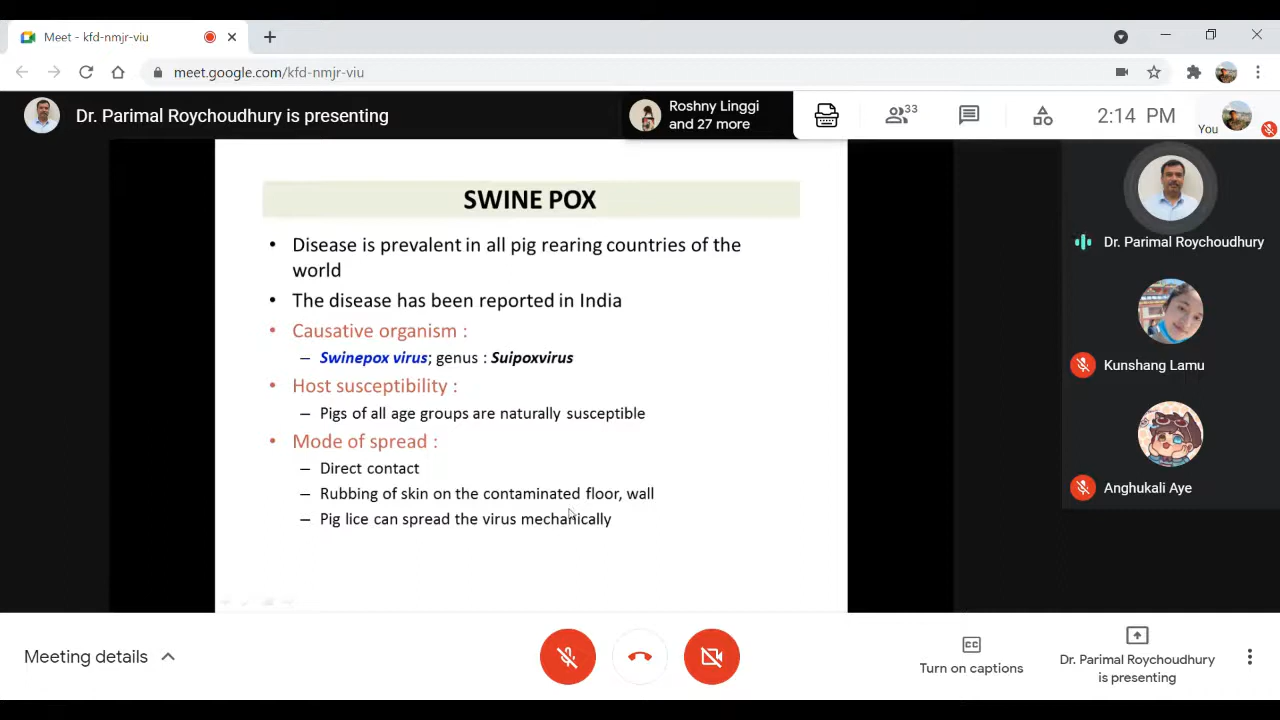 Meet - kfd-nmjr-viu
meet.google.com/kfd-nmjr-viu
Dr. Parimal Roychoudhury is presenting
Roshny Linggi
and 27 more
33
2:14 PM
You
SWINE POX
• Disease is prevalent in all pig rearing countries of the
world
• The disease has been reported in India
• Causative organism :
– Swinepox virus; genus : Suipoxvirus
• Host susceptibility :
– Pigs of all age groups are naturally susceptible
• Mode of spread :
– Direct contact
– Rubbing of skin on the contaminated floor, wall
– Pig lice can spread the virus mechanically
Dr. Parimal Roychoudhury
Kunshang Lamu
Anghukali Aye
Meeting details
CC
Turn on captions
Dr. Parimal Roychoudhury
is presenting